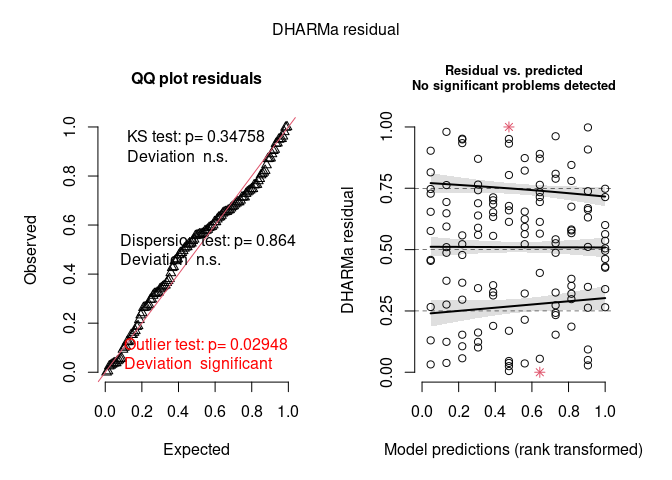 DHARMa residual
QQ plot residuals
KS test: p= 0.34758
Deviation n.s.
Dispersion test: p= 0.864
Deviation n.s.
Outlier test: p= 0.02948
Deviation significant
Observed
0.0 0.2 0.4 0.6 0.8 1.0
0.0 0.2 0.4 0.6 0.8 1.0
Expected
Residual vs. predicted
No significant problems detected
DHARMa residual
0.00 0.25 0.50 0.75 1.00
0.0 0.2 0.4 0.6 0.8 1.0
Model predictions (rank transformed)